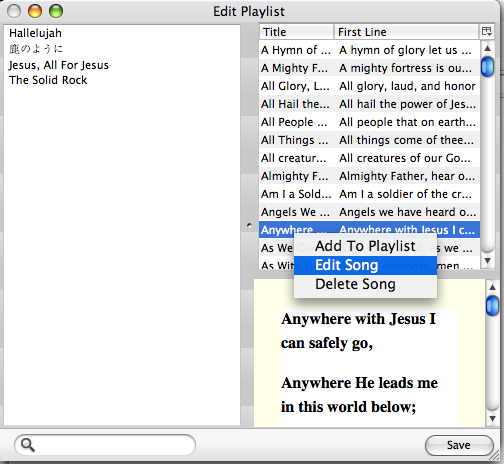 Edit Playlist
Hallelujah
鹿のように
Jesus, All For Jesus
The Solid Rock
Title First Line
A Hymn of ... A hymn of glory let us ...
A Mighty F... A mighty fortress is ou...
All Glory, L... All glory, laud, and honor
All Hail the... All hail the power of Jes...
All People ... All people that on earth...
All Things ... All things come of thee...
All creatur... All creatures of our Go...
Almighty F... Almighty Father, hear o...
Am I a Sold... Am I a soldier of the cr...
Angels We ... Angels we have heard o...
Anywhere ... Anywhere with Jesus I c...
As We , as we ...
As With gladness, men ...
Add To Playlist
Edit Song
Delete Song
Anywhere with Jesus I
can safely go,
Anywhere He leads me
in this world below;
Save